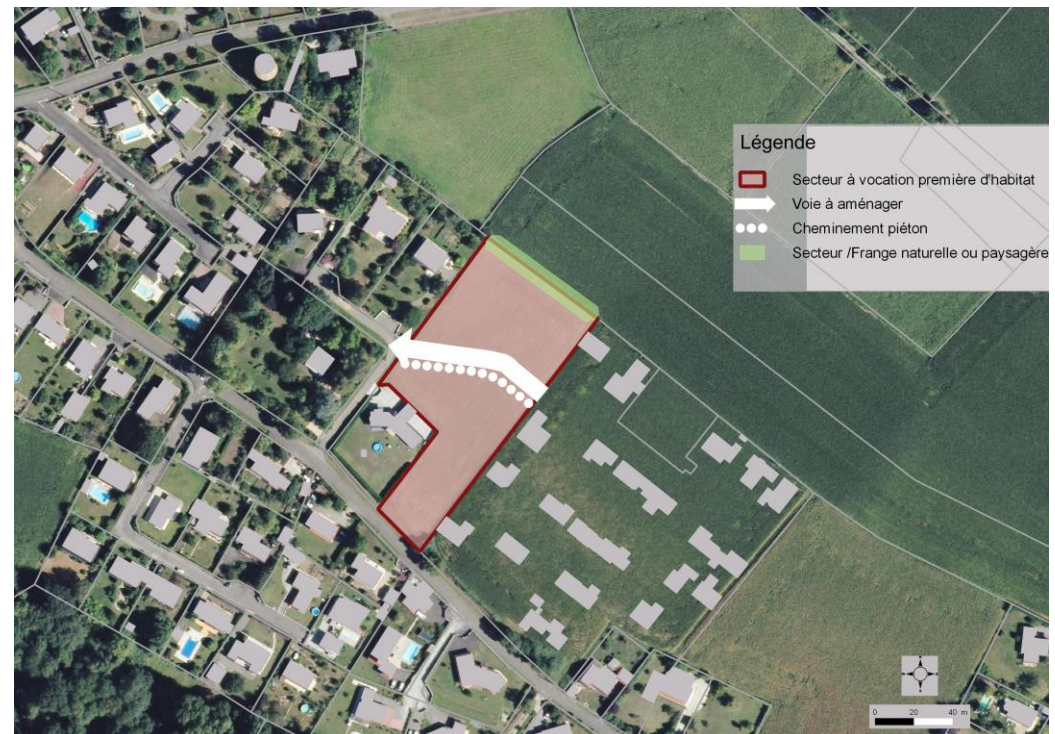 Légende
Secteur à vocation première d'habitat
Voie à aménager
Cheminement piéton
Secteur /Frange naturelle ou paysagère
0 20 40 m